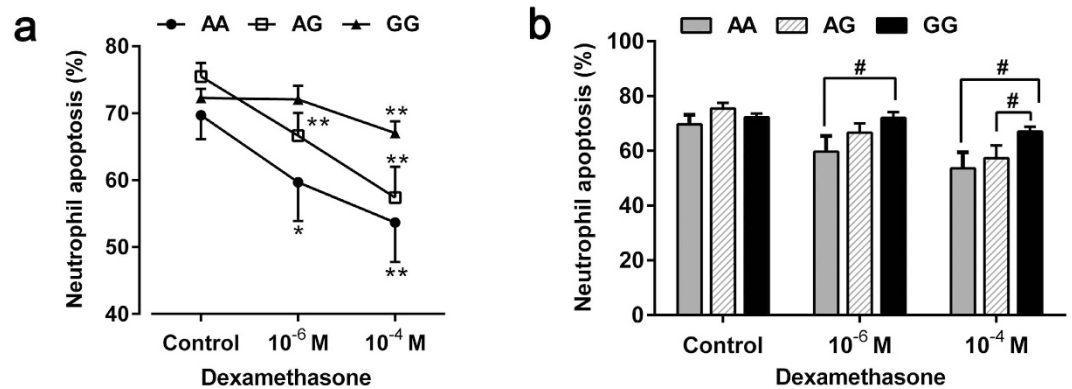 a
AA AG GG
Neutrophil apoptosis (%)
80
70
60
50
40
**
**
**
*
**
Control 10⁻⁶ M 10⁻⁴ M
Dexamethasone
b
AA AG GG
Neutrophil apoptosis (%)
100
80
60
40
20
0
#
#
#
Control 10⁻⁶ M 10⁻⁴ M
Dexamethasone